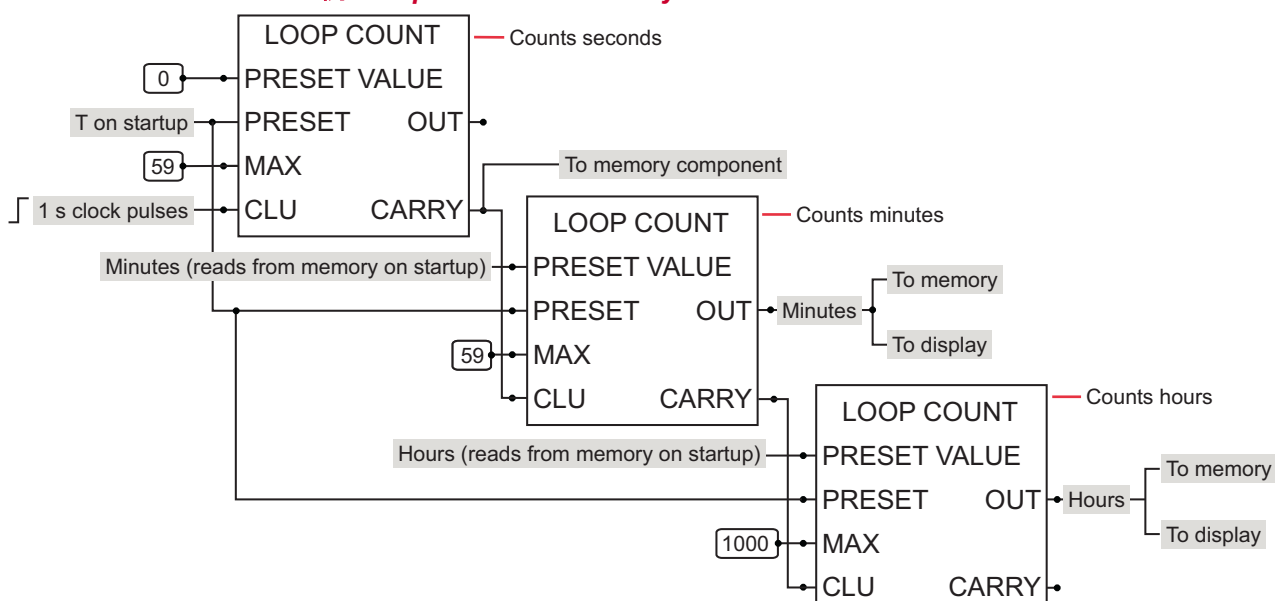 LOOP COUNT
Counts seconds
0
PRESET VALUE
T on startup
PRESET
OUT
59
MAX
To memory component
1 s clock pulses
CLU
CARRY
LOOP COUNT
Counts minutes
Minutes (reads from memory on startup)
PRESET VALUE
To memory
PRESET
OUT
Minutes
To display
59
MAX
CLU
CARRY
LOOP COUNT
Counts hours
Hours (reads from memory on startup)
PRESET VALUE
To memory
PRESET
OUT
Hours
To display
1000
MAX
CLU
CARRY